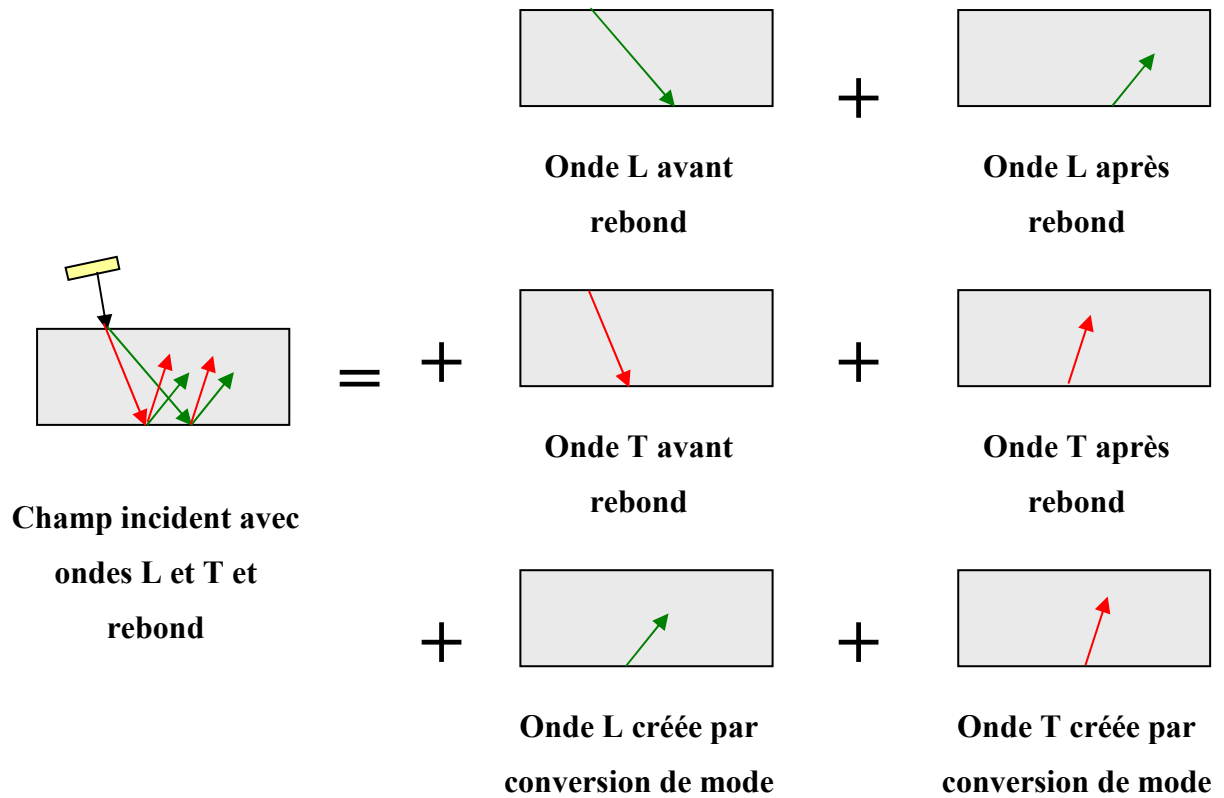 +
Onde L avant
rebond
Onde L après
rebond
= + +
Onde T avant
rebond
Onde T après
rebond
Champ incident avec
ondes L et T et
rebond
+ +
Onde L créée par
conversion de mode
Onde T créée par
conversion de mode